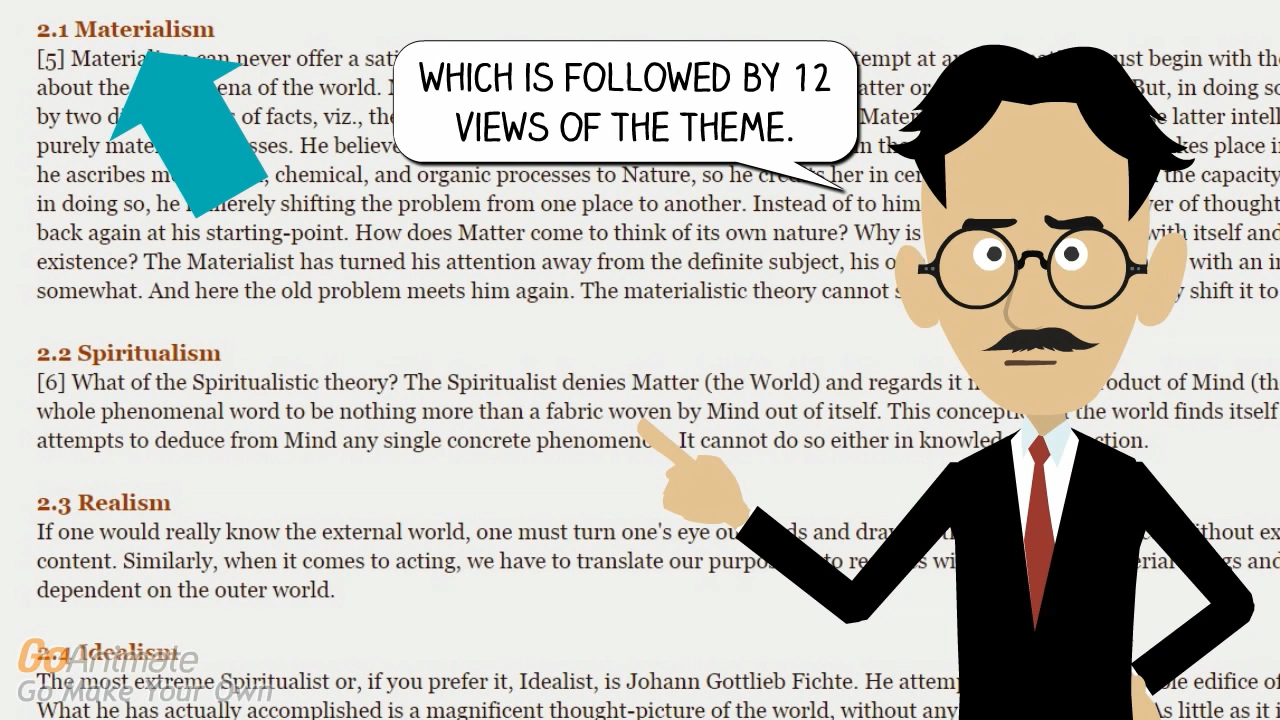 2.1 Materialism
[5] Materialism can never offer a sati tempt at an must begin with the
about the ena of the world. atter or But, in doing so
by two d of facts, viz., the Mater e latter intell
purely mate sses. He believe n the kes place in
he ascribes m , chemical, and organic processes to Nature, so he credits her in cer the capacity
in doing so, he is merely shifting the problem from one place to another. Instead of to him ver of thought
back again at his starting-point. How does Matter come to think of its own nature? Why is with itself and
existence? The Materialist has turned his attention away from the definite subject, his o with an in
somewhat. And here the old problem meets him again. The materialistic theory cannot s y shift it to
WHICH IS FOLLOWED BY 12
VIEWS OF THE THEME.
2.2 Spiritualism
[6] What of the Spiritualistic theory? The Spiritualist denies Matter (the World) and regards it m oduct of Mind (the
whole phenomenal word to be nothing more than a fabric woven by Mind out of itself. This concept the world finds itself
attempts to deduce from Mind any single concrete phenomeno It cannot do so either in knowled ction.
2.3 Realism
If one would really know the external world, one must turn one's eye ou ds and draw ithout ex
content. Similarly, when it comes to acting, we have to translate our purpo to re s wi erial gs and
dependent on the outer world.
2.4 Idealism
The most extreme Spiritualist or, if you prefer it, Idealist, is Johann Gottlieb Fichte. He attemp le edifice of
What he has actually accomplished is a magnificent thought-picture of the world, without any As little as it i
GoAnimate
Go Make Your Own